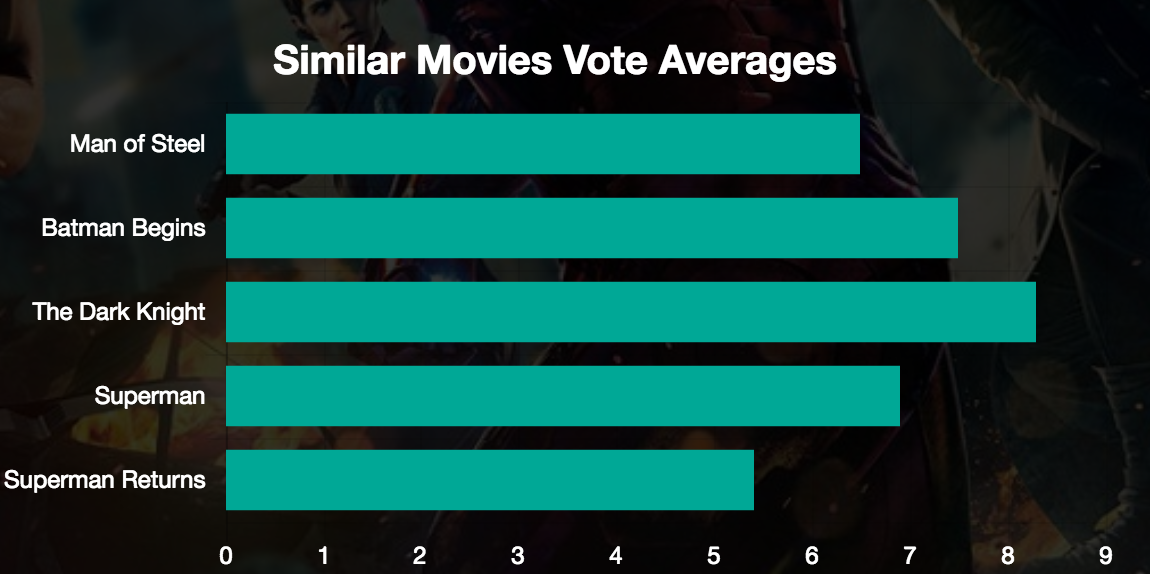 Similar Movies Vote Averages
Man of Steel
Batman Begins
The Dark Knight
Superman
Superman Returns
0 1 2 3 4 5 6 7 8 9